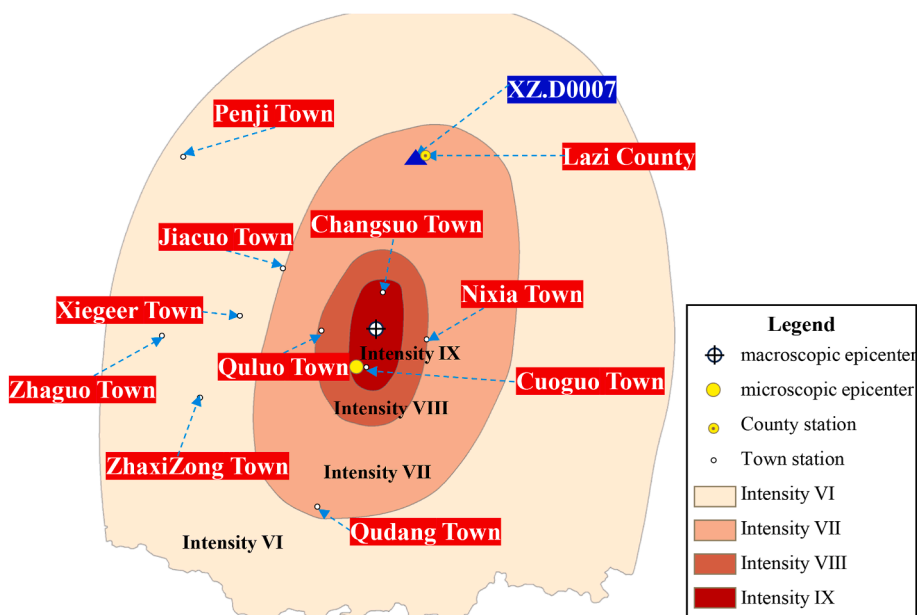 XZ.D0007
Penji Town
Lazi County
Changsuo Town
Jiacuo Town
Nixia Town
Xiegeer Town
Intensity IX
Quluo Town
Cuoguo Town
Zhaguo Town
Intensity VIII
ZhaxiZong Town
Intensity VII
Qudang Town
Intensity VI
Legend
macroscopic epicenter
microscopic epicenter
County station
Town station
Intensity VI
Intensity VII
Intensity VIII
Intensity IX